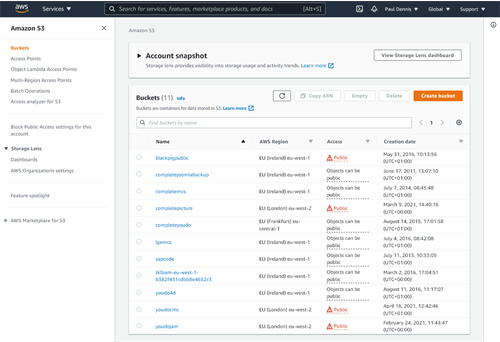 aws
Services ▼
Search for services, features, marketplace products, and docs [Alt+S]
Paul Dennis ▼
Global ▼
Support ▼
Amazon S3
Buckets
Access Points
Object Lambda Access Points
Multi-Region Access Points
Batch Operations
Access analyzer for S3
Block Public Access settings for this
account
Storage Lens
Dashboards
AWS Organizations settings
Feature spotlight
AWS Marketplace for S3
Amazon S3
Account snapshot
Storage lens provides visibility into storage usage and activity trends. Learn more
View Storage Lens dashboard
Buckets (11) Info
Buckets are containers for data stored in S3. Learn more
Copy ARN
Empty
Delete
Create bucket
Find buckets by name
1
Name AWS Region Access Creation date
blackpigpublic EU (Ireland) eu-west-1 Public May 31, 2016, 10:13:56 (UTC+01:00)
completejoomlabackup EU (Ireland) eu-west-1 Objects can be public June 17, 2011, 13:07:10 (UTC+01:00)
completemcs EU (Ireland) eu-west-1 Objects can be public July 7, 2014, 08:45:48 (UTC+01:00)
completepicture EU (London) eu-west-2 Public March 9, 2021, 14:40:16 (UTC+00:00)
completeyoudo EU (Frankfurt) eu-central-1 Objects can be public August 14, 2015, 17:01:58 (UTC+01:00)
lgemcs EU (Ireland) eu-west-1 Objects can be public July 4, 2016, 08:42:08 (UTC+01:00)
sapcode EU (Ireland) eu-west-1 Objects can be public July 11, 2013, 10:33:05 (UTC+01:00)
EU (Ireland) eu-west-1 Objects can be public March 2, 2016, 17:04:51 (UTC+00:00)
youdo4d EU (Ireland) eu-west-1 Objects can be public August 11, 2016, 11:17:07 (UTC+01:00)
youdocms EU (London) eu-west-2 Public April 16, 2021, 12:42:46 (UTC+01:00)
youdojam EU (London) eu-west-2 Public February 24, 2021, 11:43:47 (UTC+00:00)